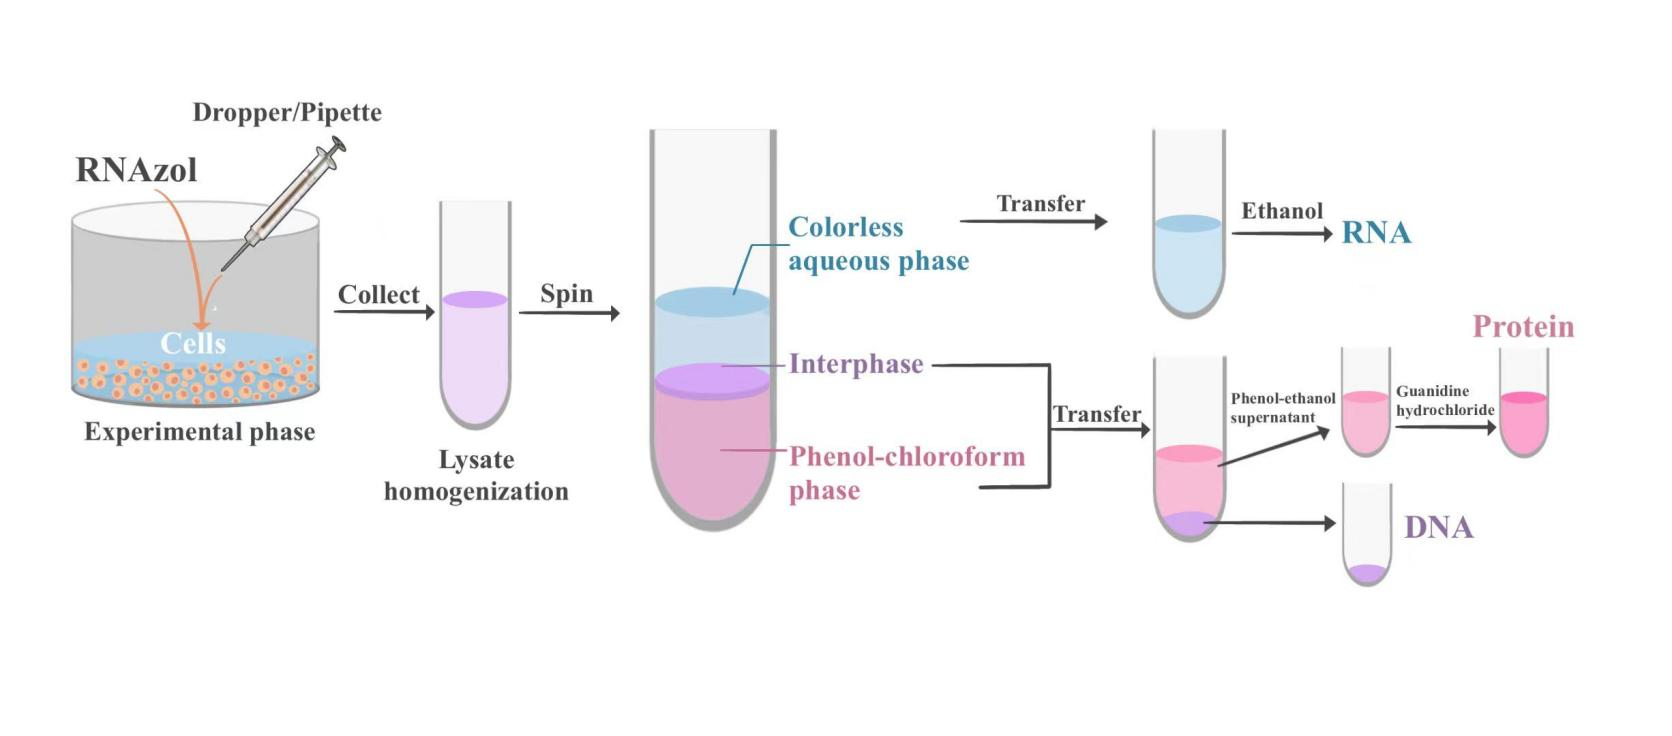 Dropper/Pipette
RNAzol
Cells
Experimental phase
Collect
Lysate
homogenization
Spin
Colorless
aqueous phase
Interphase
Phenol-chloroform
phase
Transfer
Ethanol
RNA
Transfer
Phenol-ethanol
supernatant
Guanidine
hydrochloride
Protein
DNA